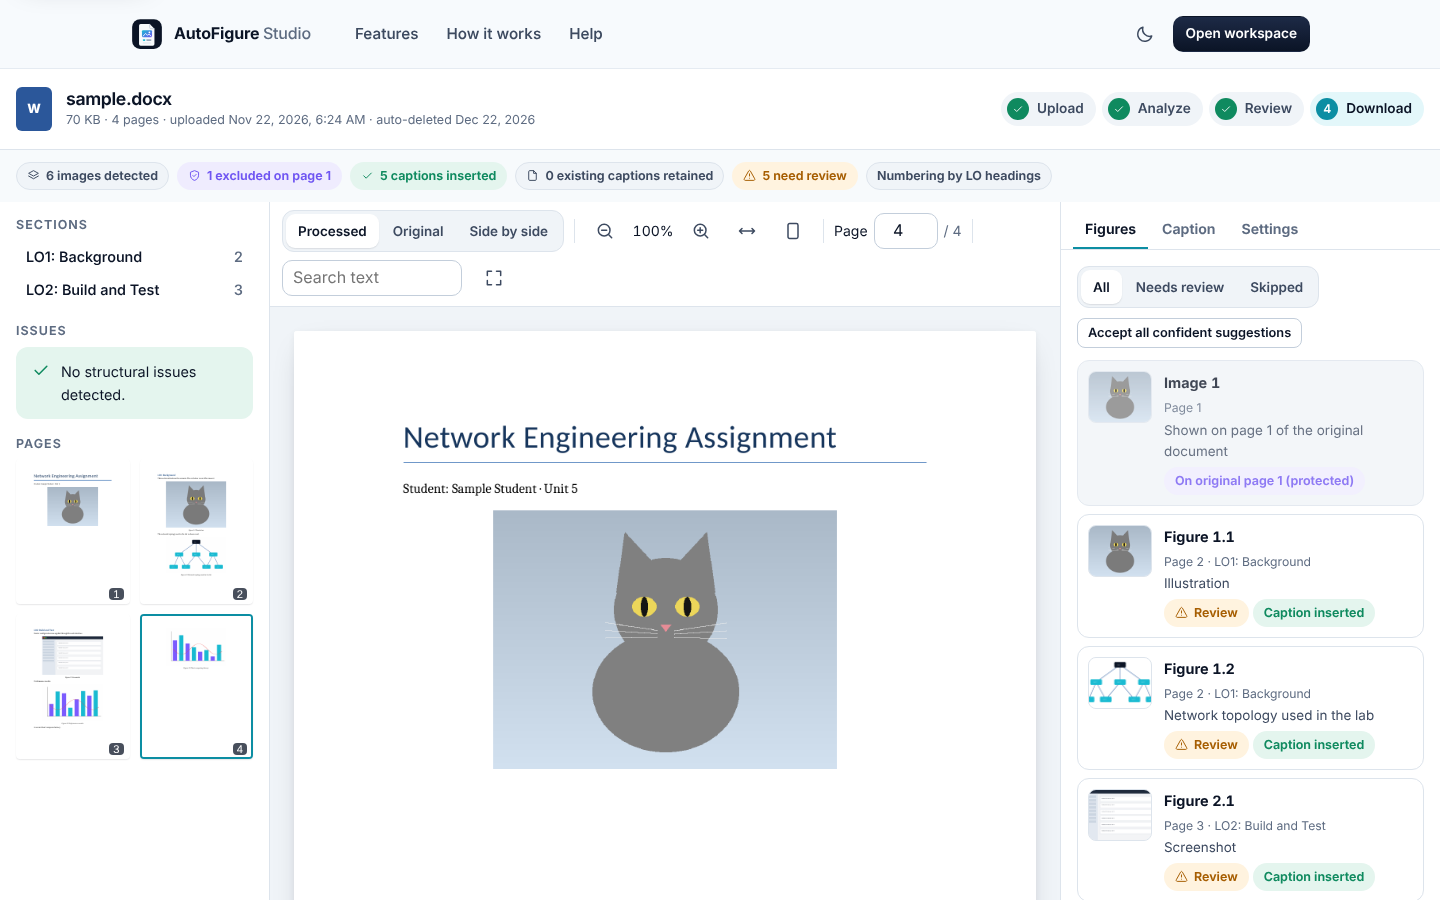 AutoFigure Studio
Features
How it works
Help
Open workspace
W
sample.docx
70 KB · 4 pages · uploaded Nov 22, 2026, 6:24 AM · auto-deleted Dec 22, 2026
Upload
Analyze
Review
4 Download
6 images detected
1 excluded on page 1
5 captions inserted
0 existing captions retained
5 need review
Numbering by LO headings
SECTIONS
LO1: Background 2
LO2: Build and Test 3
ISSUES
No structural issues
detected.
PAGES
Network Engineering Assignment
1
2
3
4
Processed
Original
Side by side
100%
Page 4 / 4
Search text
Network Engineering Assignment
Student: Sample Student · Unit 5
Figures
Caption
Settings
All
Needs review
Skipped
Accept all confident suggestions
Image 1
Page 1
Shown on page 1 of the original
document
On original page 1 (protected)
Figure 1.1
Page 2 · LO1: Background
Illustration
Review
Caption inserted
Figure 1.2
Page 2 · LO1: Background
Network topology used in the lab
Review
Caption inserted
Figure 2.1
Page 3 · LO2: Build and Test
Screenshot
Review
Caption inserted